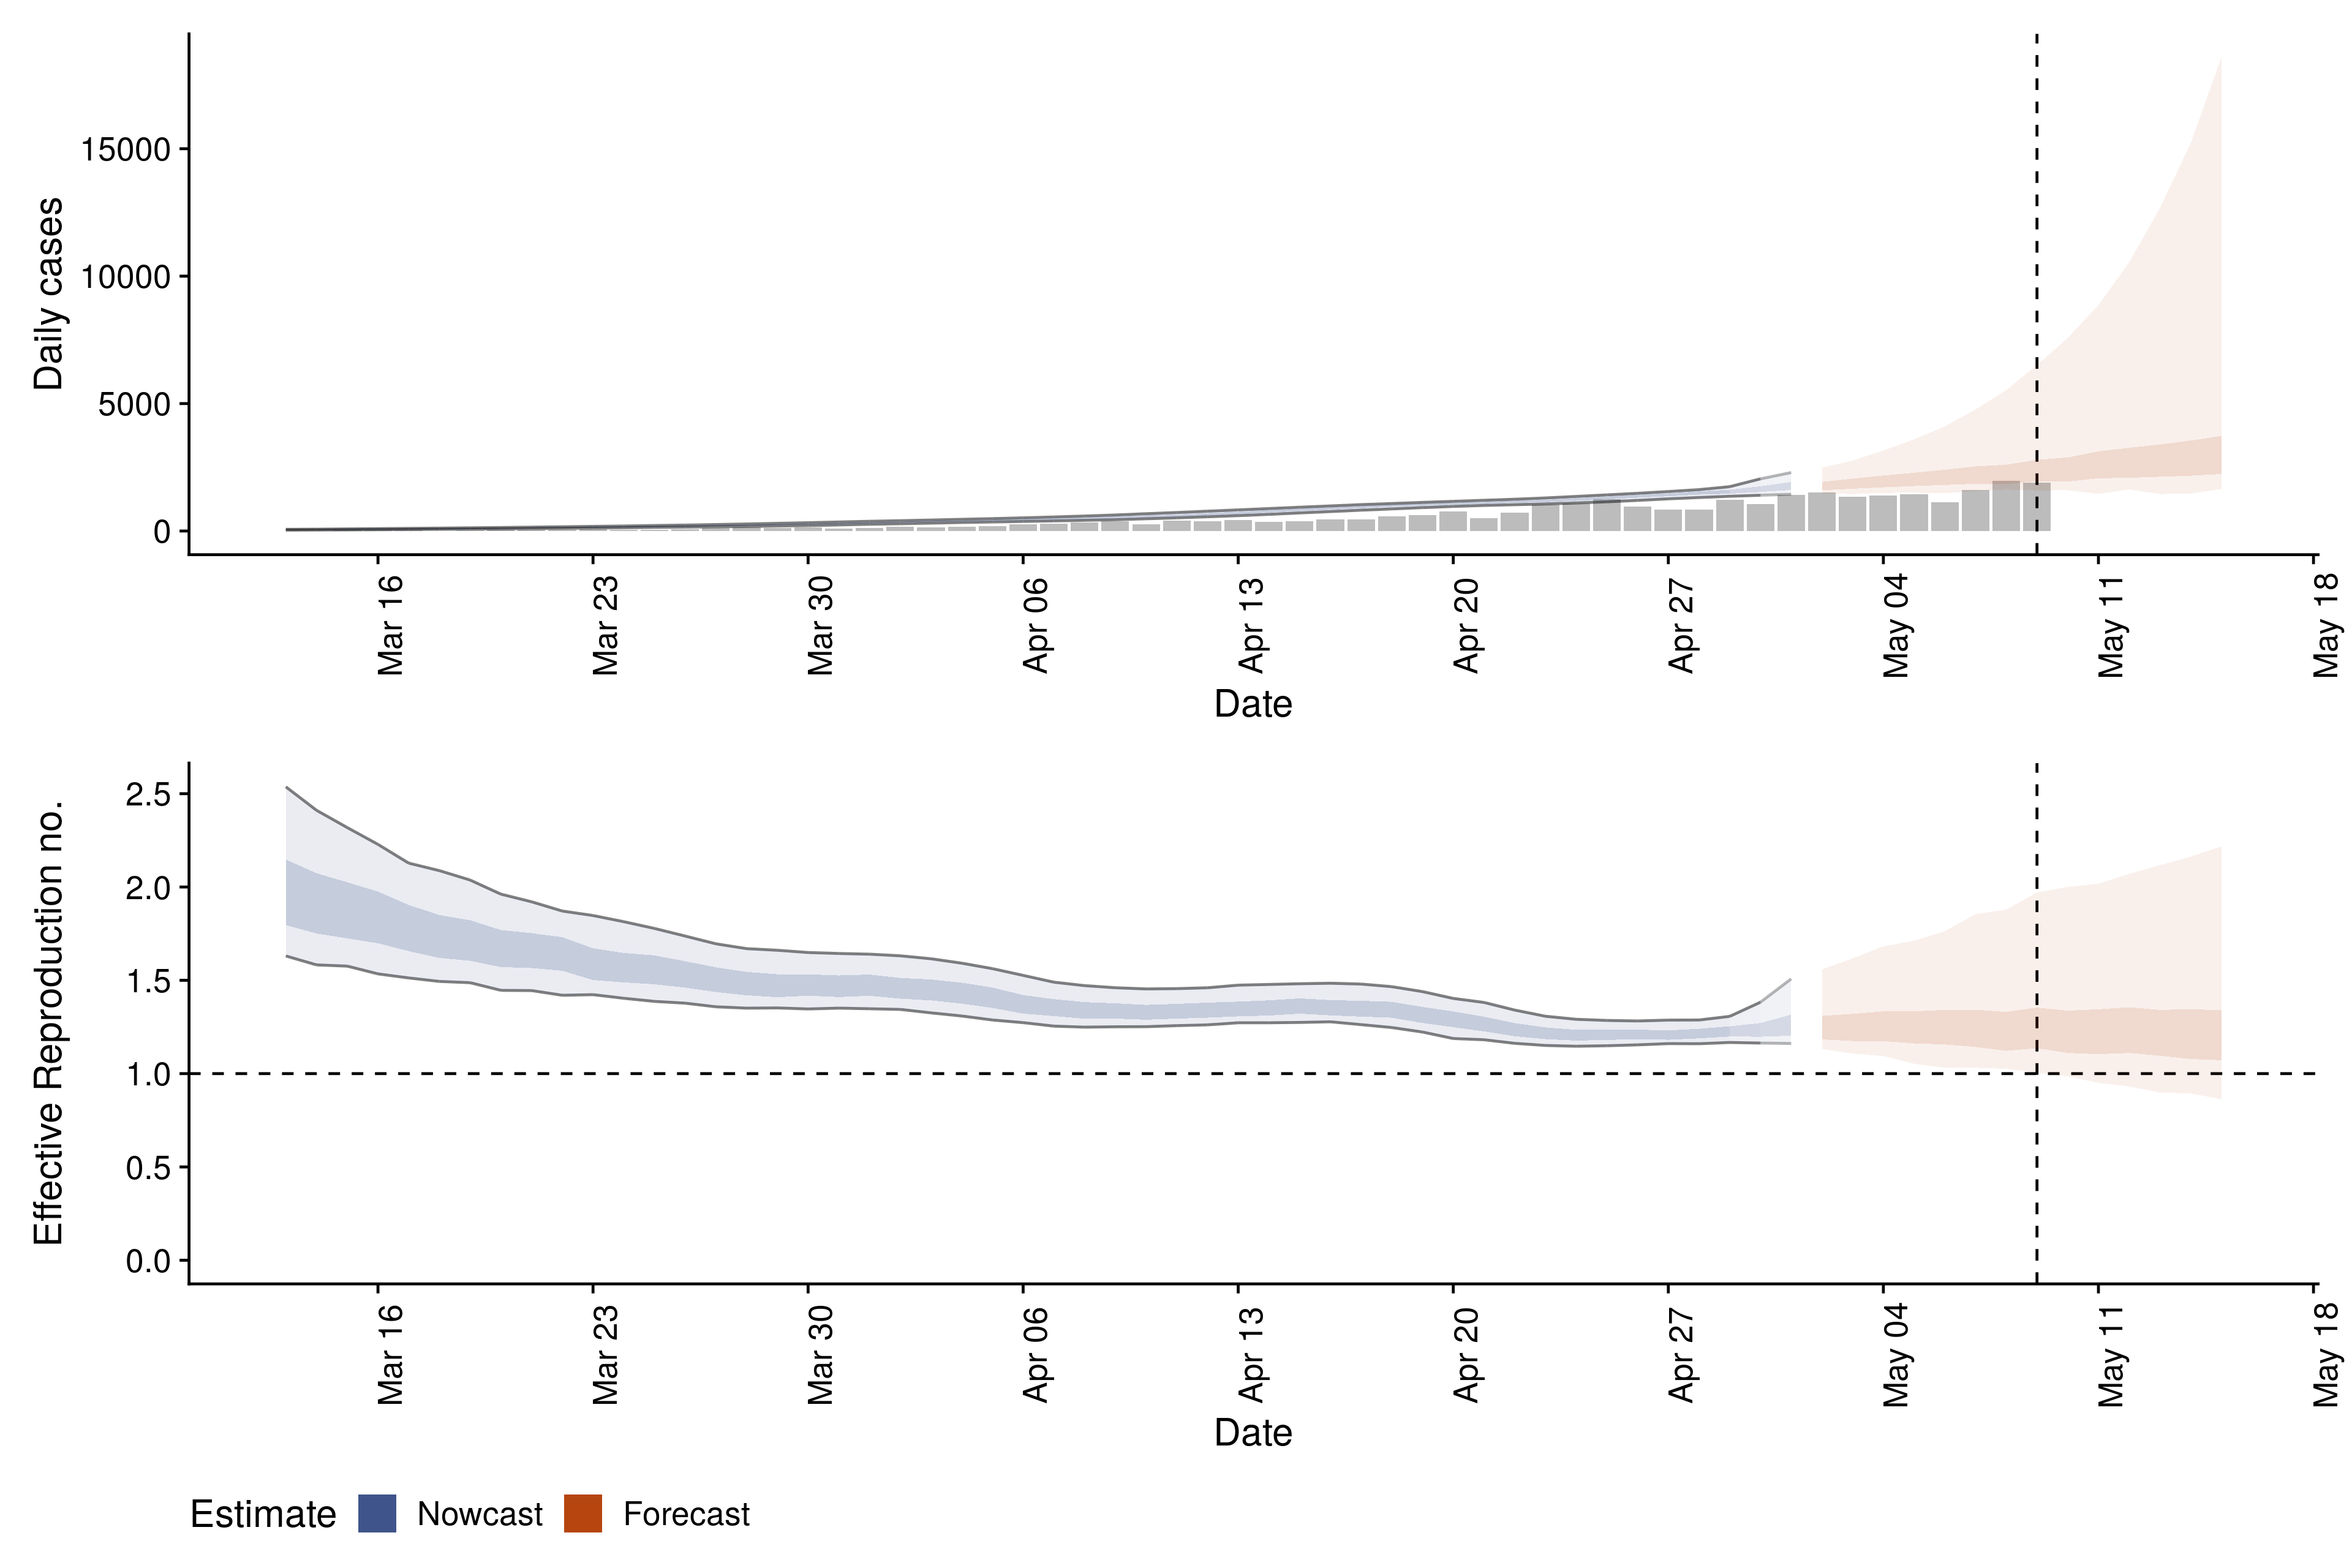 Daily cases
15000
10000
5000
0
Mar 16
Mar 23
Mar 30
Apr 06
Apr 13
Apr 20
Apr 27
May 04
May 11
May 18
Date
Effective Reproduction no.
2.5
2.0
1.5
1.0
0.5
0.0
Mar 16
Mar 23
Mar 30
Apr 06
Apr 13
Apr 20
Apr 27
May 04
May 11
May 18
Date
Estimate Nowcast Forecast